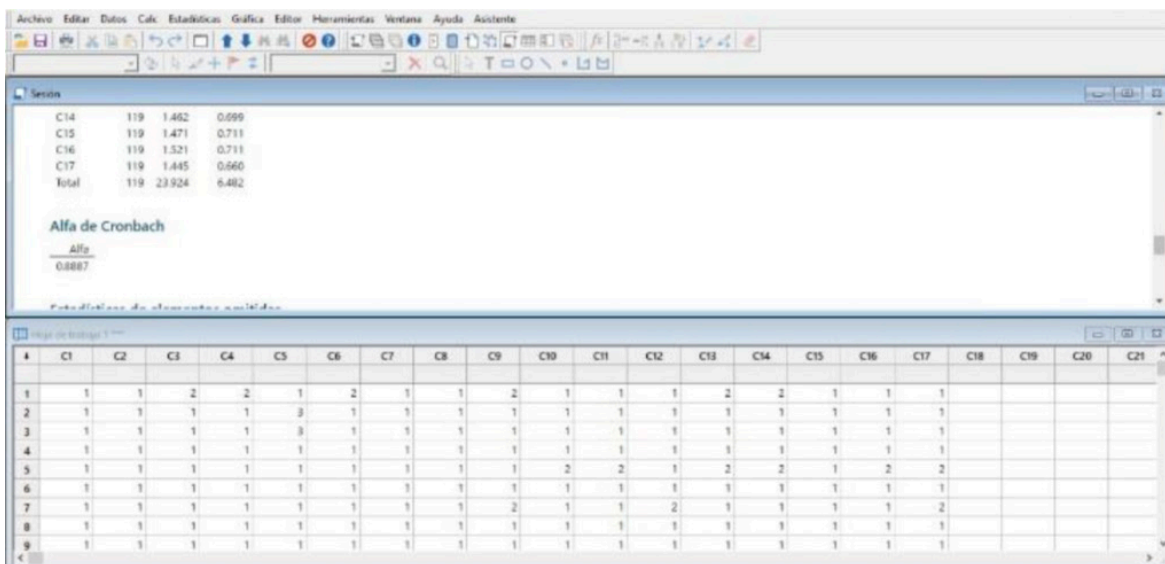 Archivo Editar Datos Calc Estadísticas Gráfica Editor Herramientas Ventana Ayuda Asistente
Sesión
C14 119 1.462 0.699
C15 119 1.471 0.711
C16 119 1.521 0.711
C17 119 1.445 0.660
Total 119 23.924 6.482
Alfa de Cronbach
Alfa
0.8887
Estadísticas de elementos omitidos
Hoja de trabajo 1 ***
C1 C2 C3 C4 C5 C6 C7 C8 C9 C10 C11 C12 C13 C14 C15 C16 C17 C18 C19 C20 C21
1 1 1 2 2 1 2 1 1 2 1 1 1 2 2 1 1 1
2 1 1 1 1 3 1 1 1 1 1 1 1 1 1 1 1 1
3 1 1 1 1 3 1 1 1 1 1 1 1 1 1 1 1 1
4 1 1 1 1 1 1 1 1 1 1 1 1 1 1 1 1 1
5 1 1 1 1 1 1 1 1 1 2 2 1 2 2 1 2 2
6 1 1 1 1 1 1 1 1 1 1 1 1 1 1 1 1 1
7 1 1 1 1 1 1 1 1 2 1 1 2 1 1 1 1 2
8 1 1 1 1 1 1 1 1 1 1 1 1 1 1 1 1 1
9 1 1 1 1 1 1 1 1 1 1 1 1 1 1 1 1 1